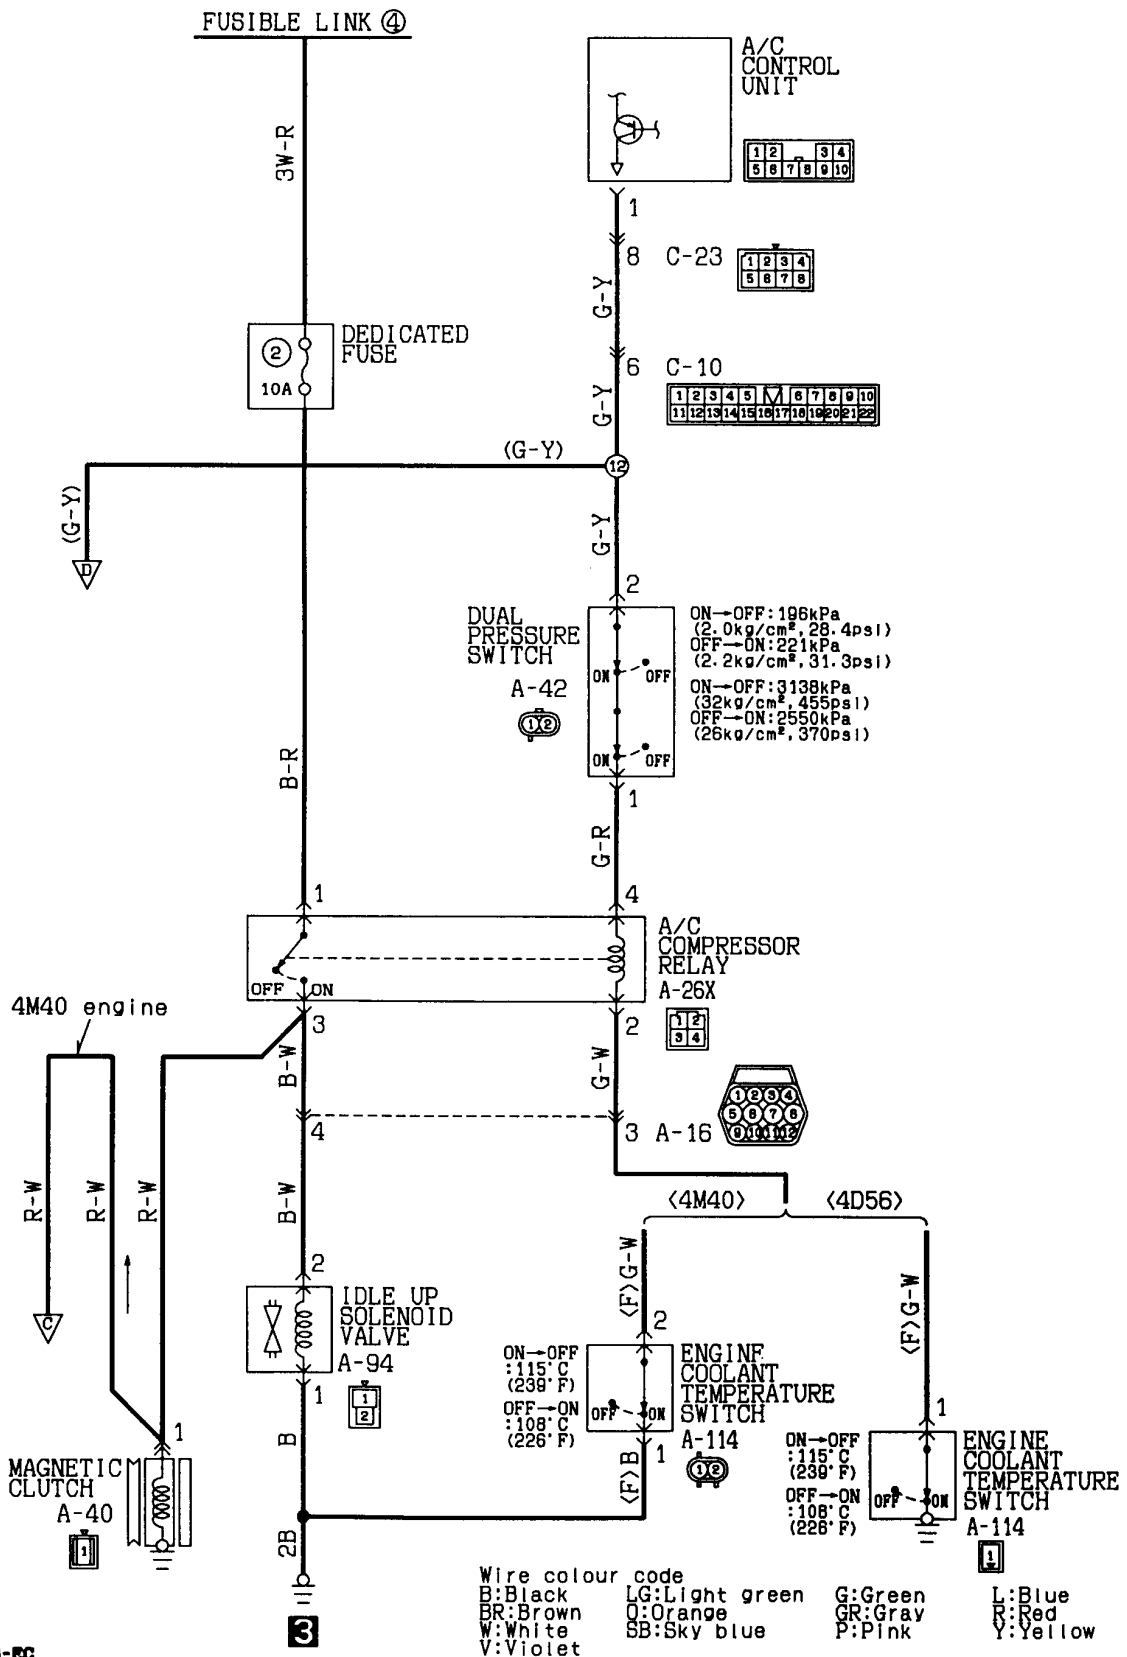 FUSIBLE LINK ④
A/C
CONTROL
UNIT
3W-R
1 2 3 4
5 6 7 8 9 10
1
8 C-23
1 2 3 4
5 6 7 8
G-Y
DEDICATED
FUSE
②
10A
6 C-10
1 2 3 4 5 6 7 8 9 10
11 12 13 14 15 16 17 18 19 20 21 22
G-Y
(G-Y)
12
(G-Y)
D
G-Y
2
DUAL
PRESSURE
SWITCH
A-42
1 2
ON OFF
ON OFF
ON→OFF:196kPa
(2.0kg/cm²,28.4psi)
OFF→ON:221kPa
(2.2kg/cm²,31.3psi)
ON→OFF:3138kPa
(32kg/cm²,455psi)
OFF→ON:2550kPa
(26kg/cm²,370psi)
B-R
1
G-R
1 4
A/C
COMPRESSOR
RELAY
A-26X
1 2
3 4
OFF ON
4M40 engine
3 2
B-W
G-W
4 3 A-16
1 2 3 4
5 6 7 8
9 10 11 12
R-W
R-W
R-W
B-W
<4M40> <4D56>
<F>G-W
<F>G-W
C
2
IDLE UP
SOLENOID
VALVE
A-94
1
2
1
B
2
ON→OFF
:115°C
(239°F)
OFF→ON
:108°C
(226°F)
OFF ON
ENGINE
COOLANT
TEMPERATURE
SWITCH
A-114
1 2
1
<F>B
1
ON→OFF
:115°C
(239°F)
OFF→ON
:108°C
(226°F)
OFF ON
ENGINE
COOLANT
TEMPERATURE
SWITCH
A-114
1
1
MAGNETIC
CLUTCH
A-40
1
2B
3
Wire colour code
B:Black LG:Light green G:Green L:Blue
BR:Brown O:Orange GR:Gray R:Red
W:White SB:Sky blue P:Pink Y:Yellow
V:Violet